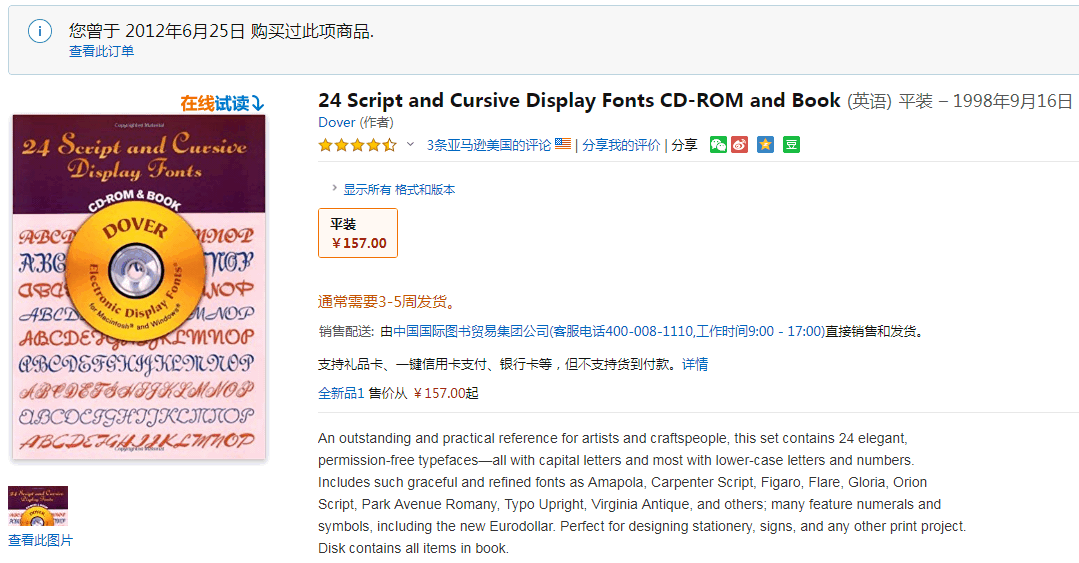 您曾于 2012年6月25日 购买过此项商品.
查看此订单
在线试读
24 Script and Cursive
Display Fonts
CD-ROM & BOOK
DOVER
Electronic Display Fonts®
for Macintosh® and Windows®
查看此图片
24 Script and Cursive Display Fonts CD-ROM and Book (英语) 平装 – 1998年9月16日
Dover (作者)
3条亚马逊美国的评论 | 分享我的评价 | 分享
显示所有 格式和版本
平装
¥157.00
通常需要3-5周发货。
销售配送: 由中国国际图书贸易集团公司(客服电话400-008-1110,工作时间9:00 - 17:00)直接销售和发货。
支持礼品卡、一键信用卡支付、银行卡等，但不支持货到付款。详情
全新品1 售价从 ¥157.00起
An outstanding and practical reference for artists and craftspeople, this set contains 24 elegant,
permission-free typefaces—all with capital letters and most with lower-case letters and numbers.
Includes such graceful and refined fonts as Amapola, Carpenter Script, Figaro, Flare, Gloria, Orion
Script, Park Avenue Romany, Typo Upright, Virginia Antique, and others; many feature numerals and
symbols, including the new Eurodollar. Perfect for designing stationery, signs, and any other print project.
Disk contains all items in book.